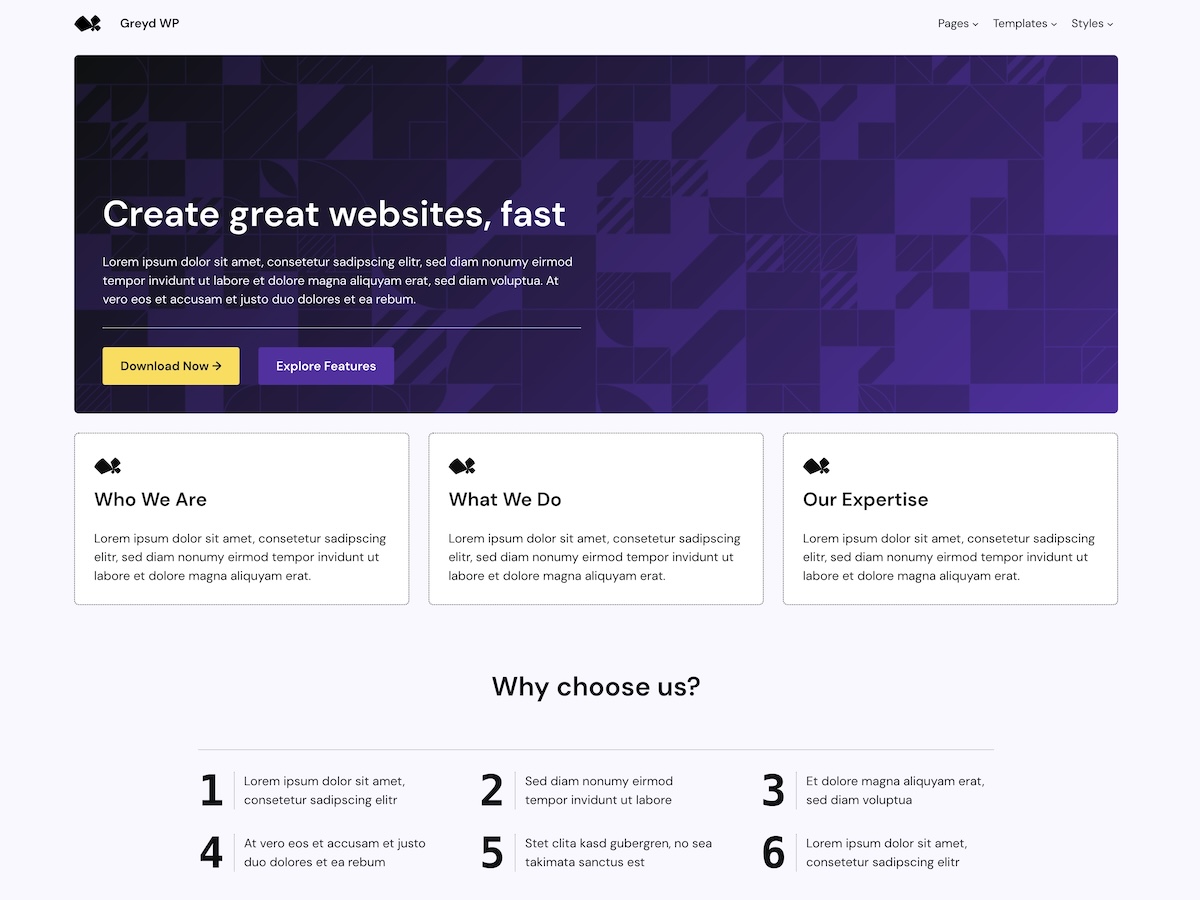 Greyd WP
Pages
Templates
Styles
Create great websites, fast
Lorem ipsum dolor sit amet, consetetur sadipscing elitr, sed diam nonumy eirmod
tempor invidunt ut labore et dolore magna aliquyam erat, sed diam voluptua. At
vero eos et accusam et justo duo dolores et ea rebum.
Download Now →
Explore Features
Who We Are
Lorem ipsum dolor sit amet, consetetur sadipscing
elitr, sed diam nonumy eirmod tempor invidunt ut
labore et dolore magna aliquyam erat.
What We Do
Lorem ipsum dolor sit amet, consetetur sadipscing
elitr, sed diam nonumy eirmod tempor invidunt ut
labore et dolore magna aliquyam erat.
Our Expertise
Lorem ipsum dolor sit amet, consetetur sadipscing
elitr, sed diam nonumy eirmod tempor invidunt ut
labore et dolore magna aliquyam erat.
Why choose us?
1
Lorem ipsum dolor sit amet,
consetetur sadipscing elitr
2
Sed diam nonumy eirmod
tempor invidunt ut labore
3
Et dolore magna aliquyam erat,
sed diam voluptua
4
At vero eos et accusam et justo
duo dolores et ea rebum
5
Stet clita kasd gubergren, no sea
takimata sanctus est
6
Lorem ipsum dolor sit amet,
consetetur sadipscing elitr